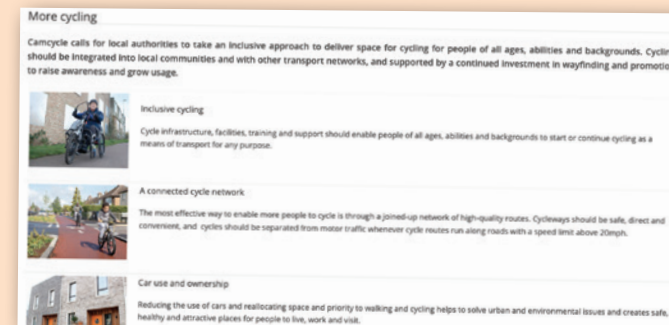 More cycling
Camcycle calls for local authorities to take an inclusive approach to deliver space for cycling for people of all ages, abilities and backgrounds.
should be integrated into local communities and with other transport networks, and supported by a continued investment in wayfinding and
to raise awareness and grow usage.
Inclusive cycling
Cycle infrastructure, facilities, training and support should enable people of all ages, abilities and backgrounds to start or continue cycling as a
means of transport for any purpose.
A connected cycle network
The most effective way to enable more people to cycle is through a joined-up network of high-quality routes. Cycleways should be safe, direct and
convenient, and cycles should be separated from motor traffic whenever cycle routes run along roads with a speed limit above 20mph.
Car use and ownership
Reducing the use of cars and reallocating space and priority to walking and cycling helps to solve urban and environmental issues and creates safe,
healthy and attractive places for people to live, work and visit.